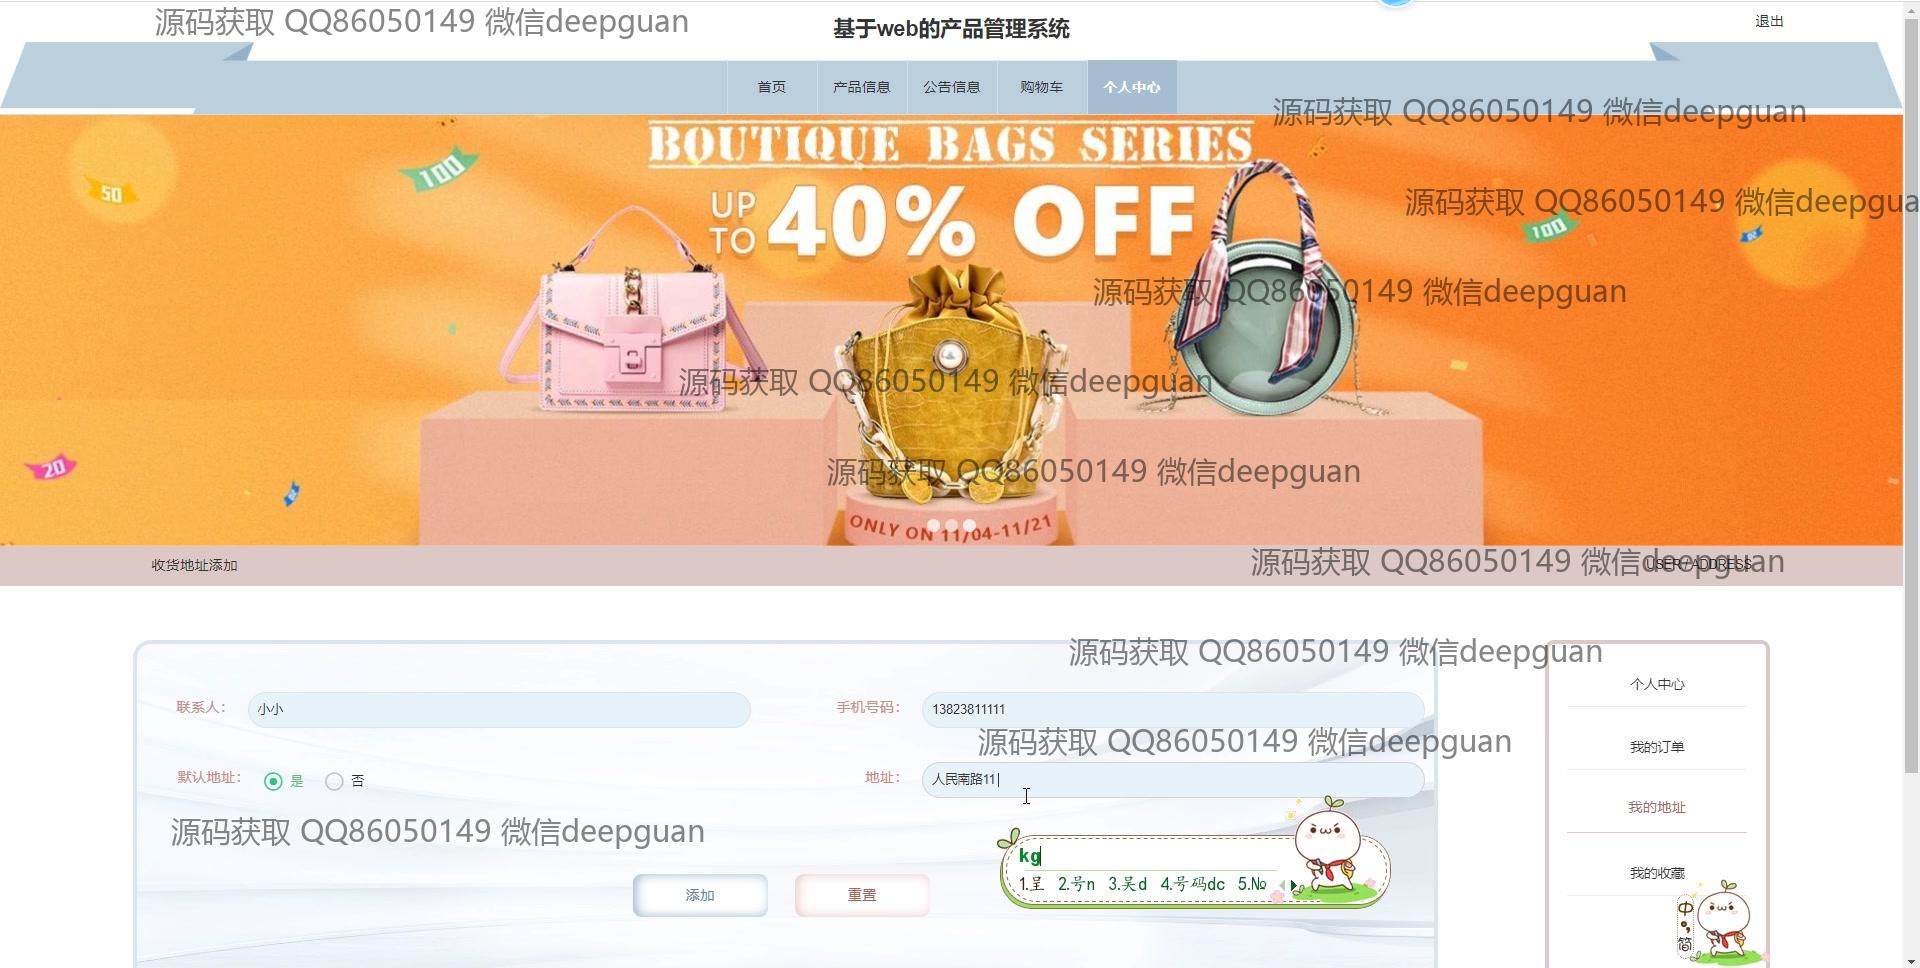 源码获取 QQ86050149 微信deepguan
基于web的产品管理系统
退出
首页 产品信息 公告信息 购物车 个人中心
源码获取 QQ86050149 微信deepguan
BOUTIQUE BAGS SERIES
100
50
UP TO 40% OFF
源码获取 QQ86050149 微信deepgua
100
源码获取 QQ86050149 微信deepguan
源码获取 QQ86050149 微信deepguan
20
源码获取 QQ86050149 微信deepguan
ONLY ON 11/04-11/21
收货地址添加
源码获取 QQ86050149 微信deepguan
USER / ADDRESS
源码获取 QQ86050149 微信deepguan
个人中心
联系人： 小小
手机号码： 13823811111
源码获取 QQ86050149 微信deepguan
我的订单
默认地址： 是 否
地址： 人民南路11
我的地址
源码获取 QQ86050149 微信deepguan
kg
1.呈 2.号n 3.吴d 4.号码dc 5.№
我的收藏
添加 重置
中
简